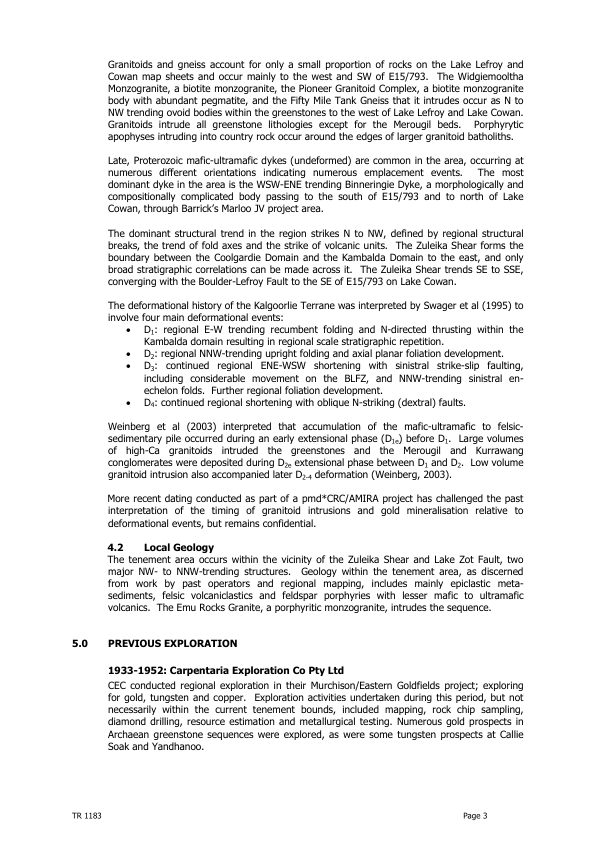 Granitoids and gneiss account for only a small proportion of rocks on the Lake Lefroy and
Cowan map sheets and occur mainly to the west and SW of E15/793. The Widgiemooltha
Monzogranite, a biotite monzogranite, the Pioneer Granitoid Complex, a biotite monzogranite
body with abundant pegmatite, and the Fifty Mile Tank Gneiss that it intrudes occur as N to
NW trending ovoid bodies within the greenstones to the west of Lake Lefroy and Lake Cowan.
Granitoids intrude all greenstone lithologies except for the Merougil beds. Porphyrytic
apophyses intruding into country rock occur around the edges of larger granitoid batholiths.
Late, Proterozoic mafic-ultramafic dykes (undeformed) are common in the area, occurring at
numerous different orientations indicating numerous emplacement events. The most
dominant dyke in the area is the WSW-ENE trending Binneringie Dyke, a morphologically and
compositionally complicated body passing to the south of E15/793 and to north of Lake
Cowan, through Barrick's Marloo JV project area.
The dominant structural trend in the region strikes N to NW, defined by regional structural
breaks, the trend of fold axes and the strike of volcanic units. The Zuleika Shear forms the
boundary between the Coolgardie Domain and the Kambalda Domain to the east, and only
broad stratigraphic correlations can be made across it. The Zuleika Shear trends SE to SSE,
converging with the Boulder-Lefroy Fault to the SE of E15/793 on Lake Cowan.
The deformational history of the Kalgoorlie Terrane was interpreted by Swager et al (1995) to
involve four main deformational events:
• D1: regional E-W trending recumbent folding and N-directed thrusting within the
Kambalda domain resulting in regional scale stratigraphic repetition.
• D2: regional NNW-trending upright folding and axial planar foliation development.
• D3: continued regional ENE-WSW shortening with sinistral strike-slip faulting,
including considerable movement on the BLFZ, and NNW-trending sinistral en-
echelon folds. Further regional foliation development.
• D4: continued regional shortening with oblique N-striking (dextral) faults.
Weinberg et al (2003) interpreted that accumulation of the mafic-ultramafic to felsic-
sedimentary pile occurred during an early extensional phase (D1e) before D1. Large volumes
of high-Ca granitoids intruded the greenstones and the Merougil and Kurrawang
conglomerates were deposited during D2e extensional phase between D1 and D2. Low volume
granitoid intrusion also accompanied later D2-4 deformation (Weinberg, 2003).
More recent dating conducted as part of a pmd*CRC/AMIRA project has challenged the past
interpretation of the timing of granitoid intrusions and gold mineralisation relative to
deformational events, but remains confidential.
4.2 Local Geology
The tenement area occurs within the vicinity of the Zuleika Shear and Lake Zot Fault, two
major NW- to NNW-trending structures. Geology within the tenement area, as discerned
from work by past operators and regional mapping, includes mainly epiclastic meta-
sediments, felsic volcaniclastics and feldspar porphyries with lesser mafic to ultramafic
volcanics. The Emu Rocks Granite, a porphyritic monzogranite, intrudes the sequence.
5.0 PREVIOUS EXPLORATION
1933-1952: Carpentaria Exploration Co Pty Ltd
CEC conducted regional exploration in their Murchison/Eastern Goldfields project; exploring
for gold, tungsten and copper. Exploration activities undertaken during this period, but not
necessarily within the current tenement bounds, included mapping, rock chip sampling,
diamond drilling, resource estimation and metallurgical testing. Numerous gold prospects in
Archaean greenstone sequences were explored, as were some tungsten prospects at Callie
Soak and Yandhanoo.
TR 1183 Page 3